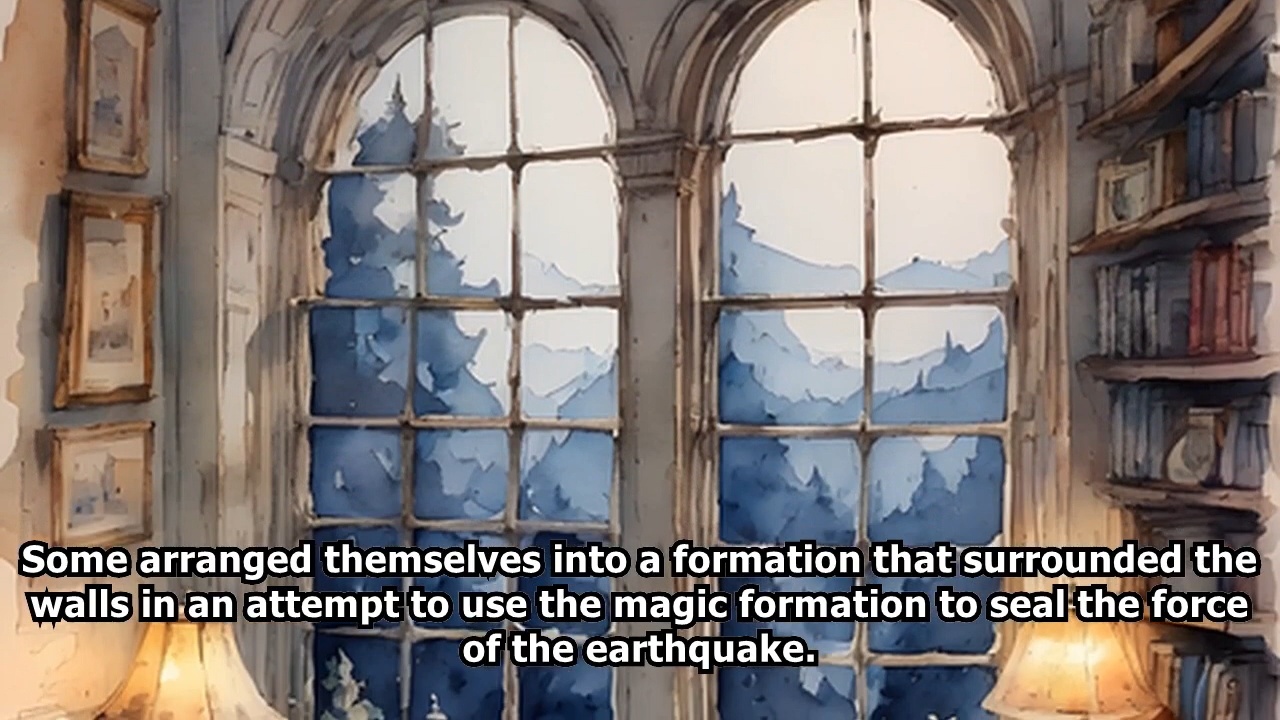 Some arranged themselves into a formation that surrounded the
walls in an attempt to use the magic formation to seal the force
of the earthquake.